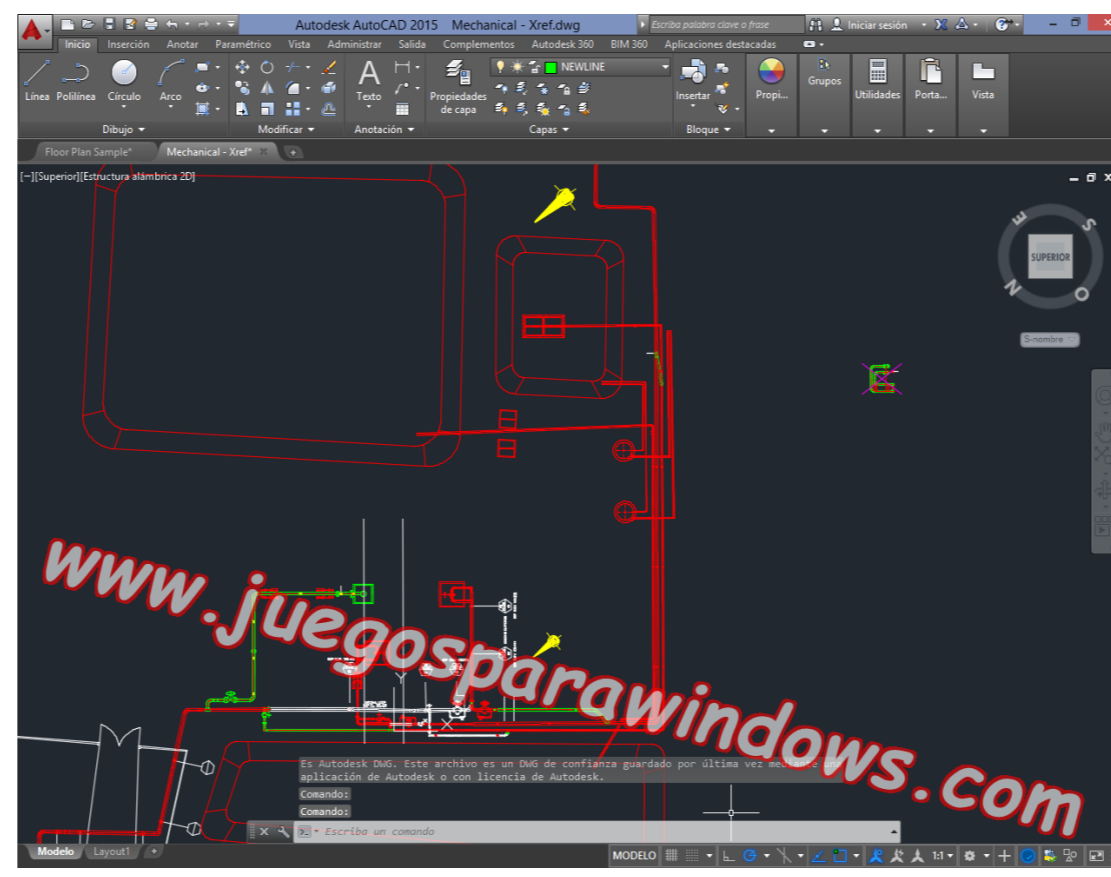 Autodesk AutoCAD 2015 Mechanical - Xref.dwg Escriba palabra clave o frase Iniciar sesión
Inicio Inserción Anotar Paramétrico Vista Administrar Salida Complementos Autodesk 360 BIM 360 Aplicaciones destacadas
NEWLINE
Línea Polilínea Círculo Arco Texto Propiedades de capa Insertar Propi... Grupos Utilidades Porta... Vista
Dibujo Modificar Anotación Capas Bloque
Floor Plan Sample* Mechanical - Xref*
[−][Superior][Estructura alámbrica 2D]
E S
SUPERIOR
N O
S-nombre
www.juegosparawindows.com
Y
X
Es Autodesk DWG. Este archivo es un DWG de confianza guardado por última vez mediante una
aplicación de Autodesk o con licencia de Autodesk.
Comando:
Comando:
Escriba un comando
Modelo Layout1 + MODELO 1:1